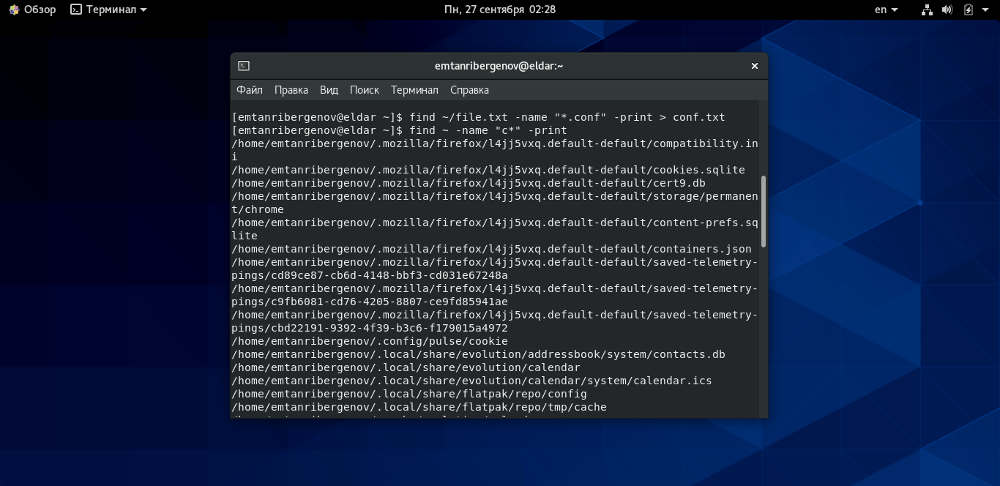 Обзор Терминал Пн, 27 сентября 02:28 en
emtanribergenov@eldar:~
Файл Правка Вид Поиск Терминал Справка
[emtanribergenov@eldar ~]$ find ~/file.txt -name "*.conf" -print > conf.txt
[emtanribergenov@eldar ~]$ find ~ -name "c*" -print
/home/emtanribergenov/.mozilla/firefox/l4jj5vxq.default-default/compatibility.in
i
/home/emtanribergenov/.mozilla/firefox/l4jj5vxq.default-default/cookies.sqlite
/home/emtanribergenov/.mozilla/firefox/l4jj5vxq.default-default/cert9.db
/home/emtanribergenov/.mozilla/firefox/l4jj5vxq.default-default/storage/permanen
t/chrome
/home/emtanribergenov/.mozilla/firefox/l4jj5vxq.default-default/content-prefs.sq
lite
/home/emtanribergenov/.mozilla/firefox/l4jj5vxq.default-default/containers.json
/home/emtanribergenov/.mozilla/firefox/l4jj5vxq.default-default/saved-telemetry-
pings/cd89ce87-cb6d-4148-bbf3-cd031e67248a
/home/emtanribergenov/.mozilla/firefox/l4jj5vxq.default-default/saved-telemetry-
pings/c9fb6081-cd76-4205-8807-ce9fd85941ae
/home/emtanribergenov/.mozilla/firefox/l4jj5vxq.default-default/saved-telemetry-
pings/cbd22191-9392-4f39-b3c6-f179015a4972
/home/emtanribergenov/.config/pulse/cookie
/home/emtanribergenov/.local/share/evolution/addressbook/system/contacts.db
/home/emtanribergenov/.local/share/evolution/calendar
/home/emtanribergenov/.local/share/evolution/calendar/system/calendar.ics
/home/emtanribergenov/.local/share/flatpak/repo/config
/home/emtanribergenov/.local/share/flatpak/repo/tmp/cache